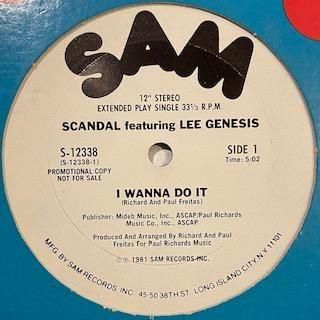 SAM
12" STEREO
EXTENDED PLAY SINGLE 33⅓ R.P.M.
SCANDAL featuring LEE GENESIS
S-12338
(S-12338-1)
PROMOTIONAL COPY
NOT FOR SALE
SIDE 1
Time: 5:02
I WANNA DO IT
(Richard and Paul Freitas)
Publisher: Mideb Music, Inc., ASCAP/Paul Richards
Music Co., Inc., ASCAP
Produced and Arranged By Richard and Paul
Freitas For Paul Richards Music
©℗ 1981 SAM RECORDS INC.
MFG. BY SAM RECORDS INC. 45-50 38TH ST. LONG ISLAND CITY N.Y. 11101